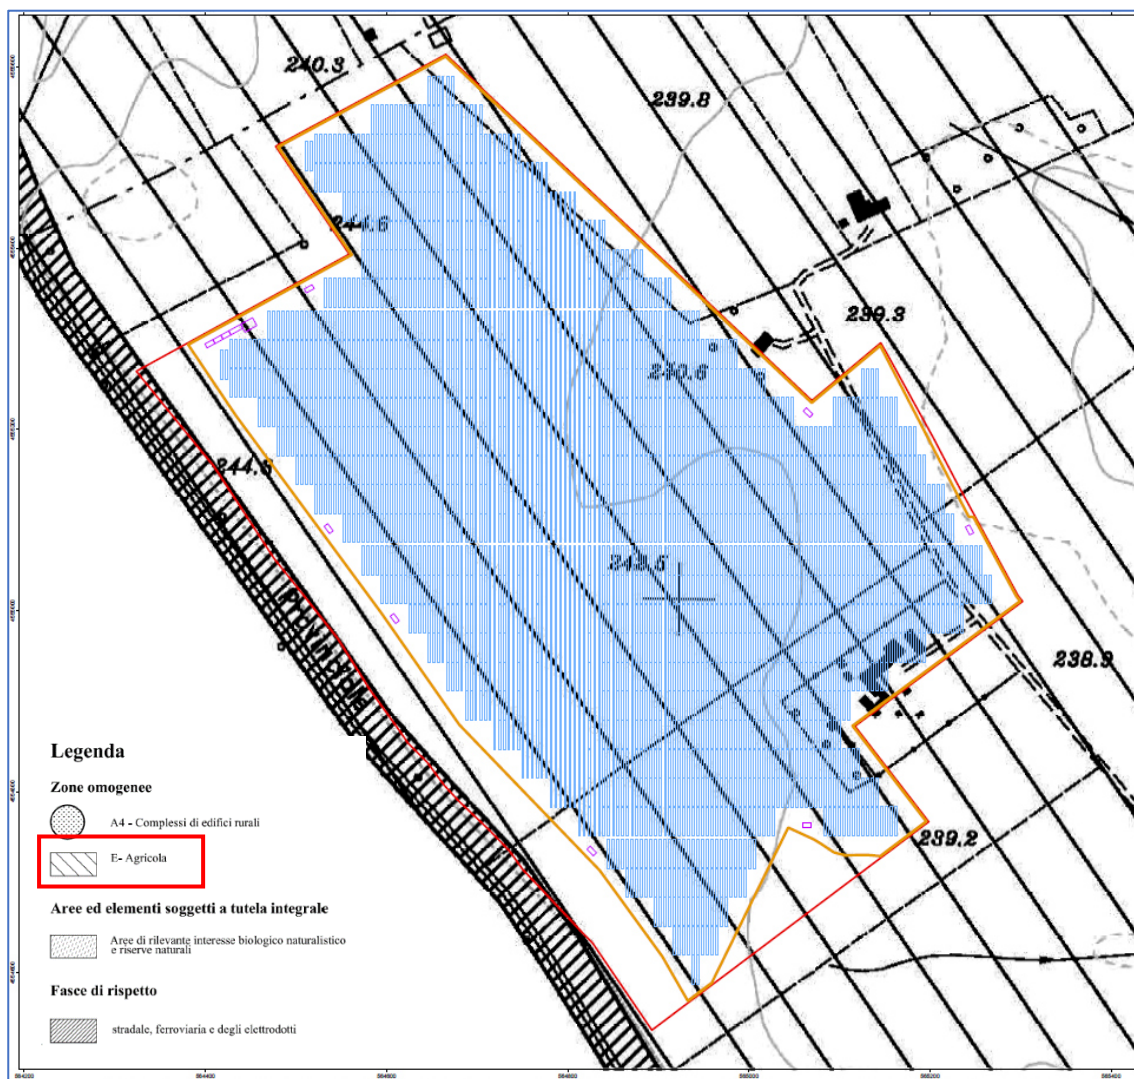 240.3
239.8
244.6
239.3
240.6
244.6
242.5
238.9
239.2
Legenda
Zone omogenee
A4 - Complessi di edifici rurali
E- Agricola
Aree ed elementi soggetti a tutela integrale
Aree di rilevante interesse biologico naturalistico
e riserve naturali
Fasce di rispetto
stradale, ferroviaria e degli elettrodotti